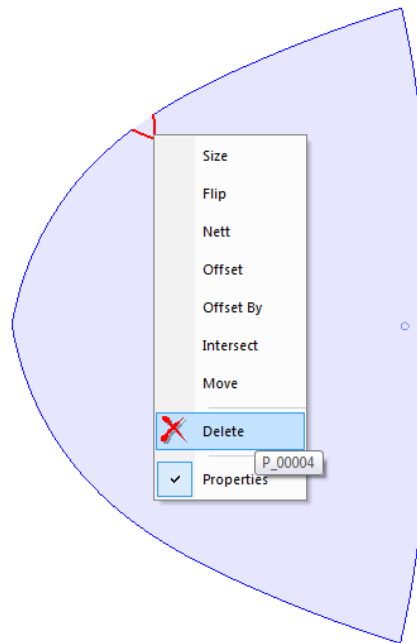 Size
Flip
Nett
Offset
Offset By
Intersect
Move
Delete
P_00004
Properties